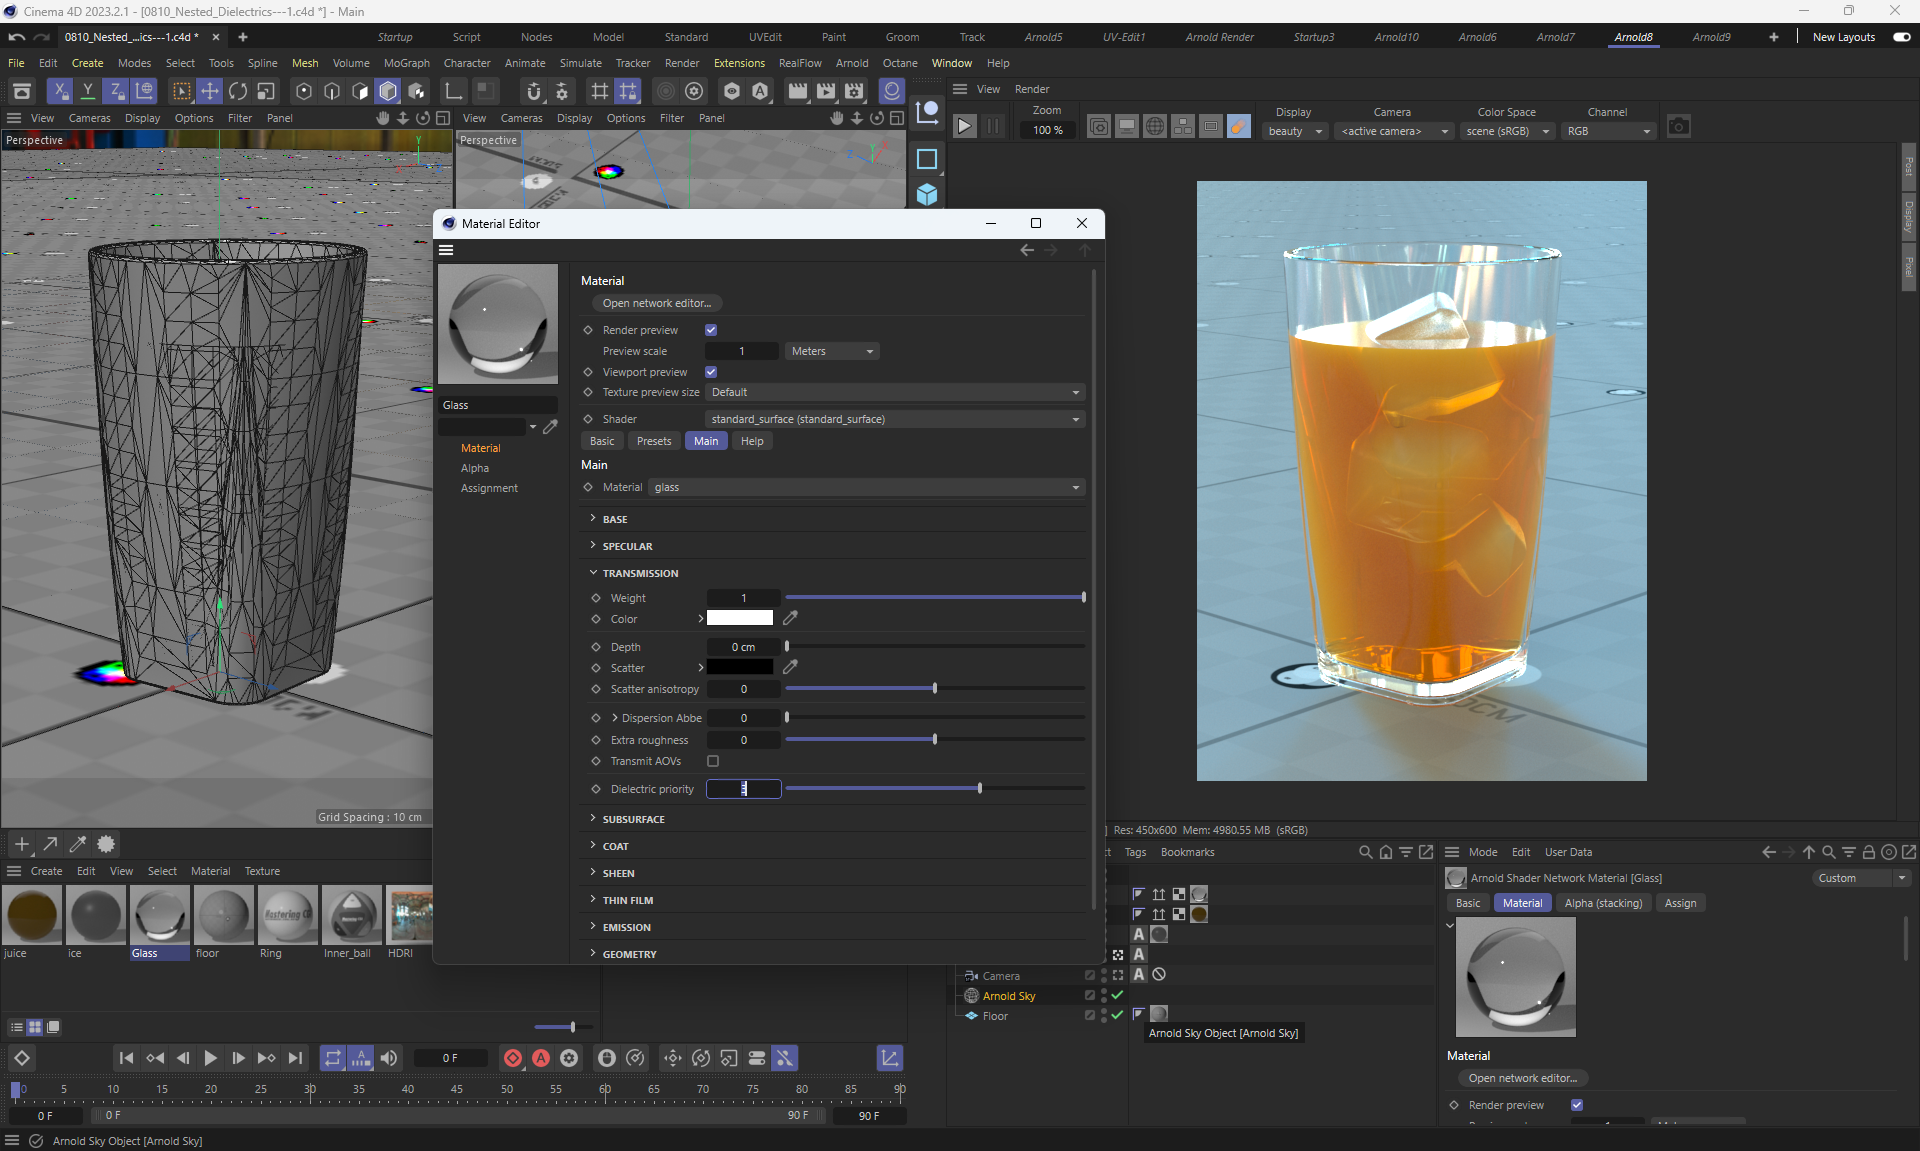 Cinema 4D 2023.2.1 - [0810_Nested_Dielectrics---1.c4d *] - Main
0810_Nested_...ics---1.c4d *
Startup Script Nodes Model Standard UVEdit Paint Groom Track Arnold5 UV-Edit1 Arnold Render Startup3 Arnold10 Arnold6 Arnold7 Arnold8 Arnold9 New Layouts
File Edit Create Modes Select Tools Spline Mesh Volume MoGraph Character Animate Simulate Tracker Render Extensions RealFlow Arnold Octane Window Help
X Y Z
View Render
View Cameras Display Options Filter Panel
View Cameras Display Options Filter Panel
Zoom Display Camera Color Space Channel
100 % beauty <active camera> scene (sRGB) RGB
Perspective
Perspective
Post
Display
Pixel
Material Editor
Material
Open network editor...
Render preview
Preview scale 1 Meters
Viewport preview
Texture preview size Default
Glass
Shader standard_surface (standard_surface)
Basic Presets Main Help
Material
Alpha
Assignment
Main
Material glass
BASE
SPECULAR
TRANSMISSION
Weight 1
Color
Depth 0 cm
Scatter
Scatter anisotropy 0
Dispersion Abbe 0
Extra roughness 0
Transmit AOVs
Dielectric priority
SUBSURFACE
COAT
SHEEN
THIN FILM
EMISSION
GEOMETRY
Grid Spacing : 10 cm
Res: 450x600 Mem: 4980.55 MB (sRGB)
Tags Bookmarks
Mode Edit User Data
Create Edit View Select Material Texture
Arnold Shader Network Material [Glass]
Custom
Basic Material Alpha (stacking) Assign
juice ice Glass floor Ring Inner_ball HDRI
Camera
Arnold Sky
Floor
Arnold Sky Object [Arnold Sky]
Material
Open network editor...
Render preview
0 F
0 5 10 15 20 25 30 35 40 45 50 55 60 65 70 75 80 85 90
0 F 0 F 90 F 90 F
Arnold Sky Object [Arnold Sky]